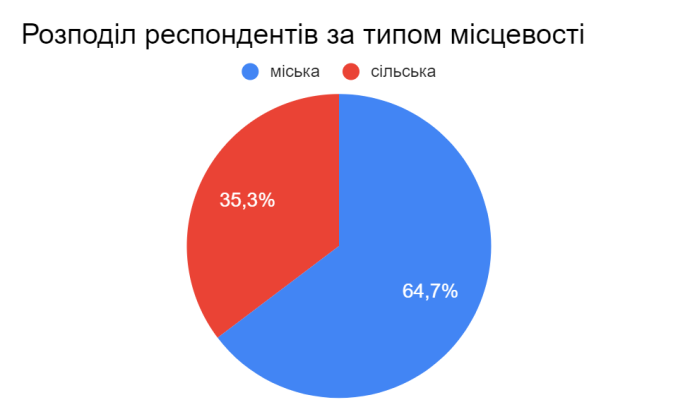 Розподіл респондентів за типом місцевості
міська сільська
35,3%
64,7%